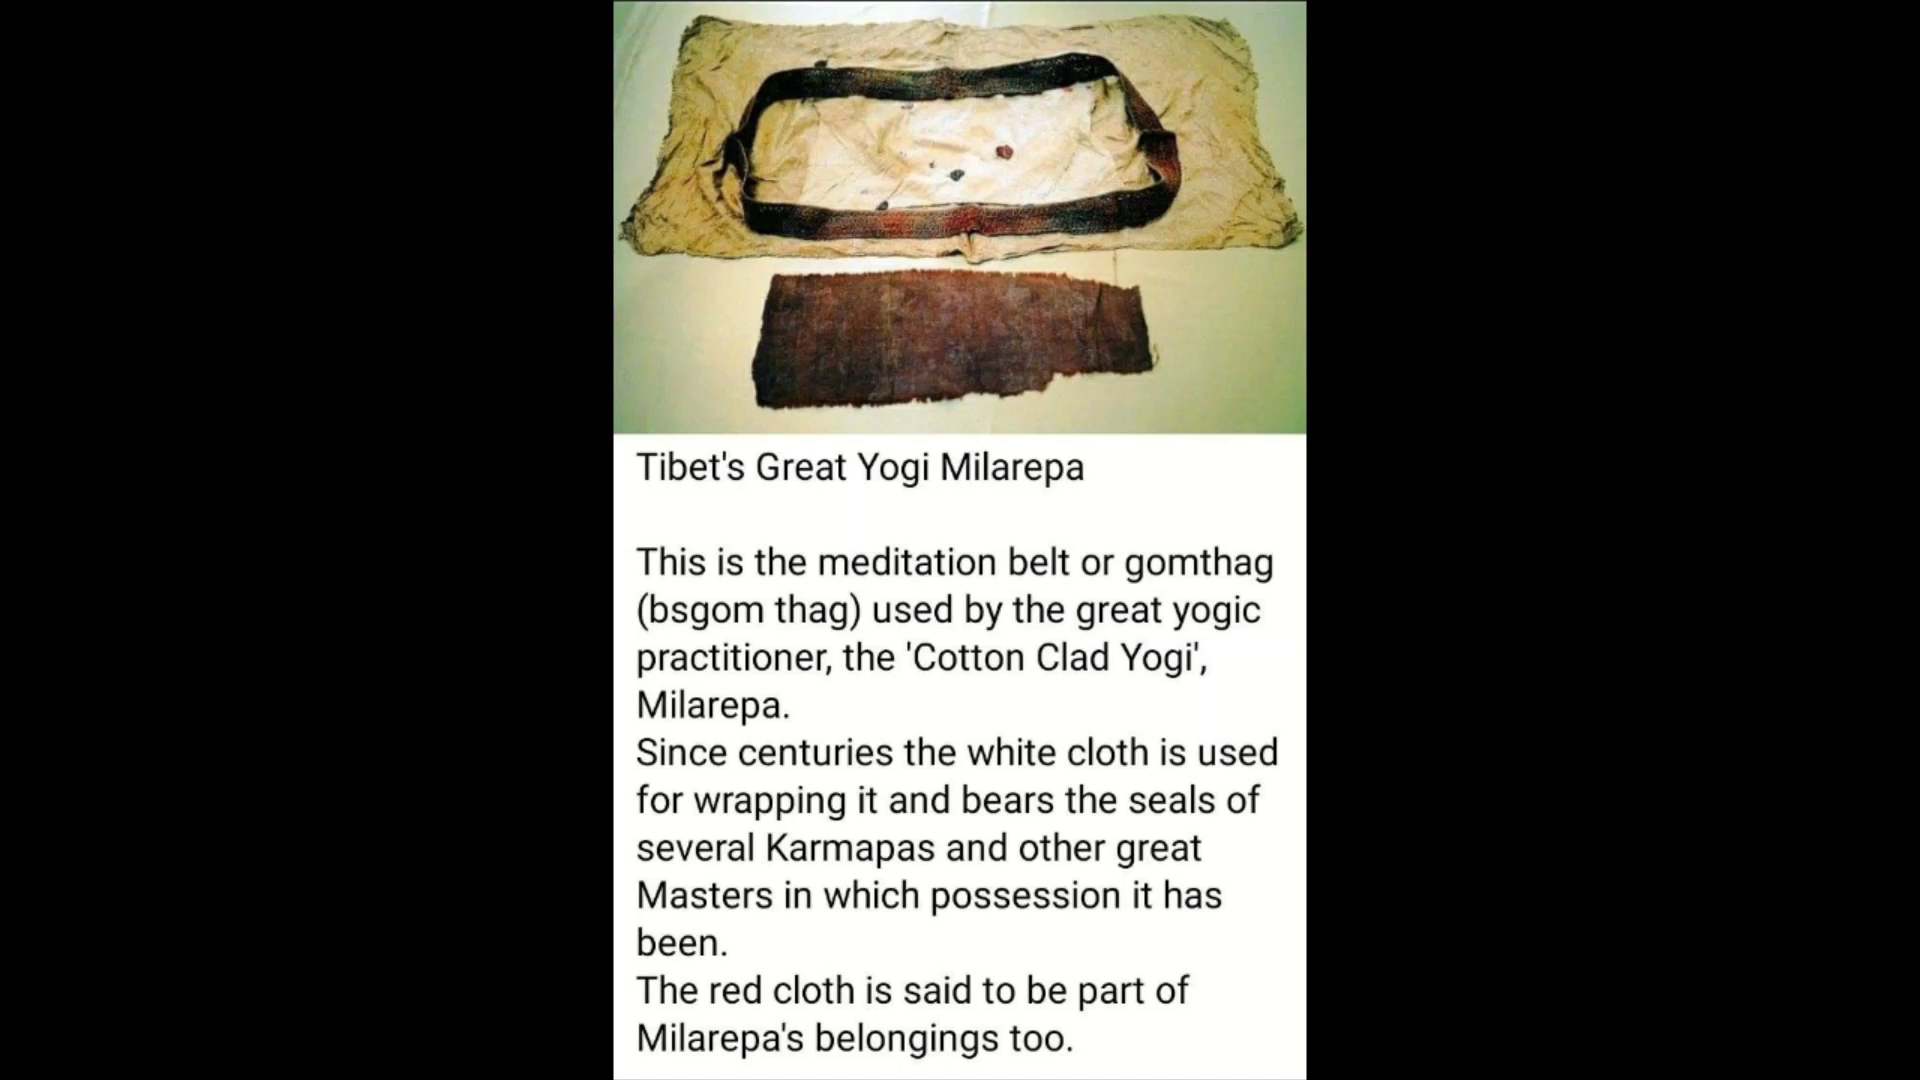 Tibet's Great Yogi Milarepa
This is the meditation belt or gomthag
(bsgom thag) used by the great yogic
practitioner, the 'Cotton Clad Yogi',
Milarepa.
Since centuries the white cloth is used
for wrapping it and bears the seals of
several Karmapas and other great
Masters in which possession it has
been.
The red cloth is said to be part of
Milarepa's belongings too.